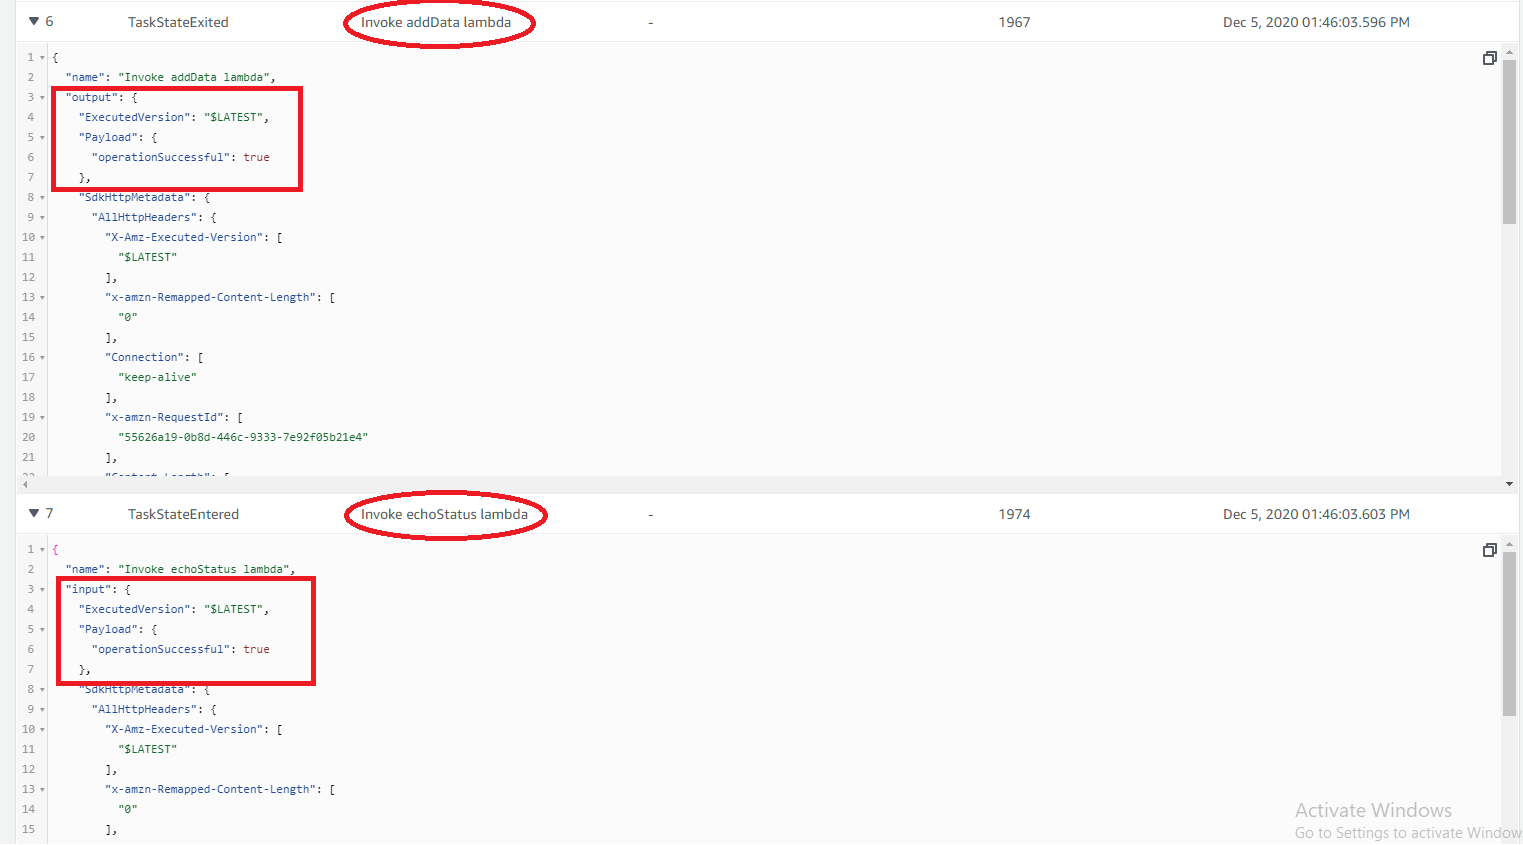 ▼ 6 TaskStateExited Invoke addData lambda - 1967 Dec 5, 2020 01:46:03.596 PM
1 {
2 "name": "Invoke addData lambda",
3 "output": {
4 "ExecutedVersion": "$LATEST",
5 "Payload": {
6 "operationSuccessful": true
7 },
8 "SdkHttpMetadata": {
9 "AllHttpHeaders": {
10 "X-Amz-Executed-Version": [
11 "$LATEST"
12 ],
13 "x-amzn-Remapped-Content-Length": [
14 "0"
15 ],
16 "Connection": [
17 "keep-alive"
18 ],
19 "x-amzn-RequestId": [
20 "55626a19-0b8d-446c-9333-7e92f05b21e4"
21 ],
▼ 7 TaskStateEntered Invoke echoStatus lambda - 1974 Dec 5, 2020 01:46:03.603 PM
1 {
2 "name": "Invoke echoStatus lambda",
3 "input": {
4 "ExecutedVersion": "$LATEST",
5 "Payload": {
6 "operationSuccessful": true
7 },
8 "SdkHttpMetadata": {
9 "AllHttpHeaders": {
10 "X-Amz-Executed-Version": [
11 "$LATEST"
12 ],
13 "x-amzn-Remapped-Content-Length": [
14 "0"
15 ],
Activate Windows
Go to Settings to activate Window